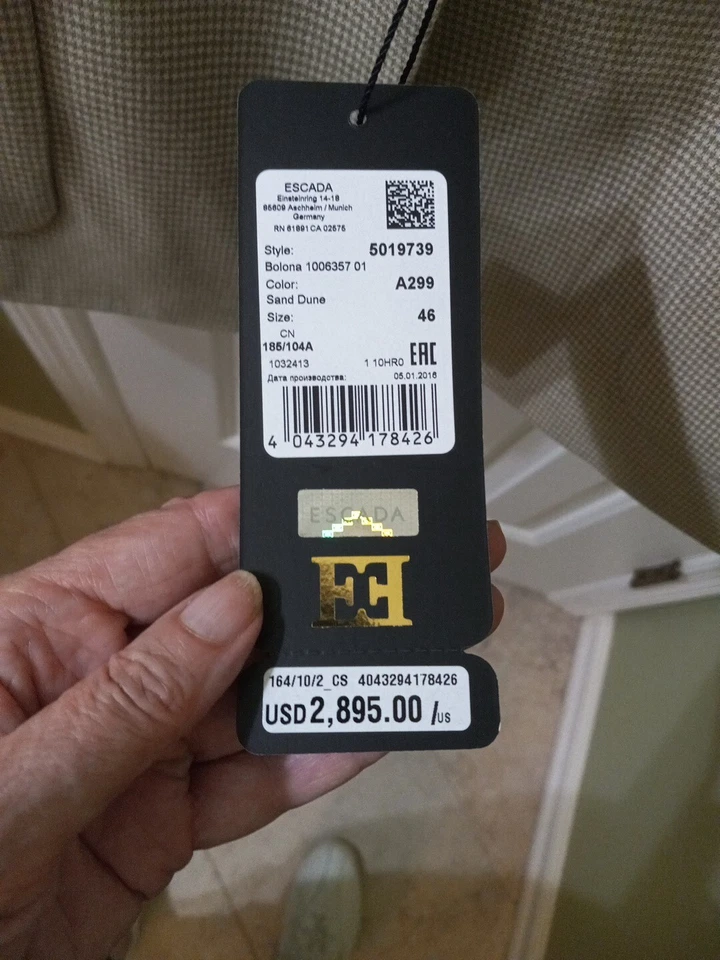 ESCADA
Einsteinring 14-18
85609 Aschheim / Munich
Germany
RN 61891 CA 02575
Style: 5019739
Bolona 1006357 01
Color: A299
Sand Dune
Size: 46
CN
185/104A
1032413 1 10HR0 EAC
Дата производства: 05.01.2016
4 043294 178426
ESCADA
164/10/2_CS 4043294178426
USD 2,895.00 /US